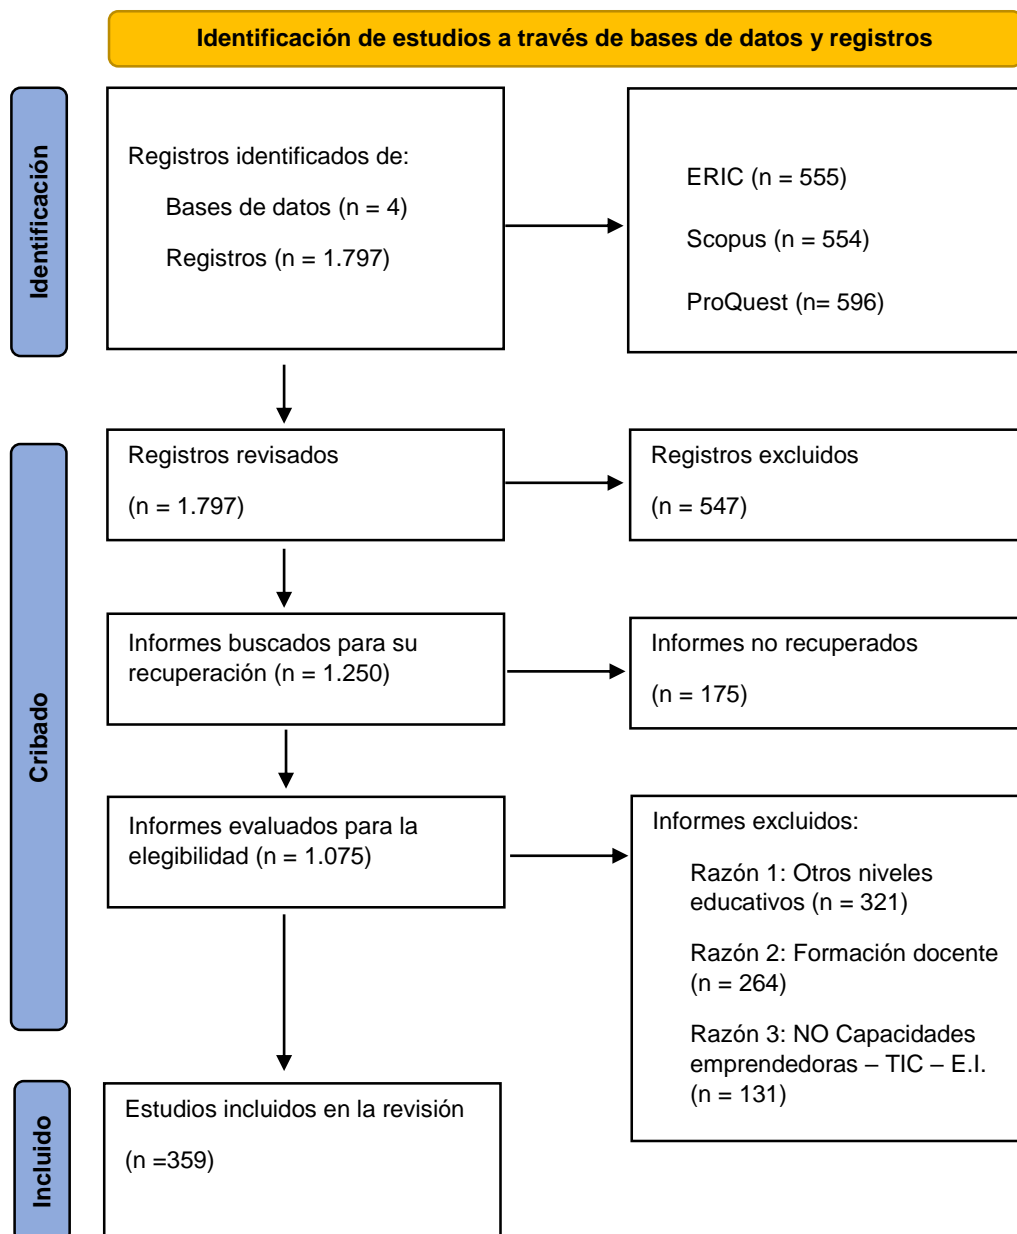 Identificación de estudios a través de bases de datos y registros
Identificación
Registros identificados de:
Bases de datos (n = 4)
Registros (n = 1.797)
ERIC (n = 555)
Scopus (n = 554)
ProQuest (n= 596)
Cribado
Registros revisados
(n = 1.797)
Registros excluidos
(n = 547)
Informes buscados para su
recuperación (n = 1.250)
Informes no recuperados
(n = 175)
Informes evaluados para la
elegibilidad (n = 1.075)
Informes excluidos:
Razón 1: Otros niveles
educativos (n = 321)
Razón 2: Formación docente
(n = 264)
Razón 3: NO Capacidades
emprendedoras – TIC – E.I.
(n = 131)
Incluido
Estudios incluidos en la revisión
(n =359)